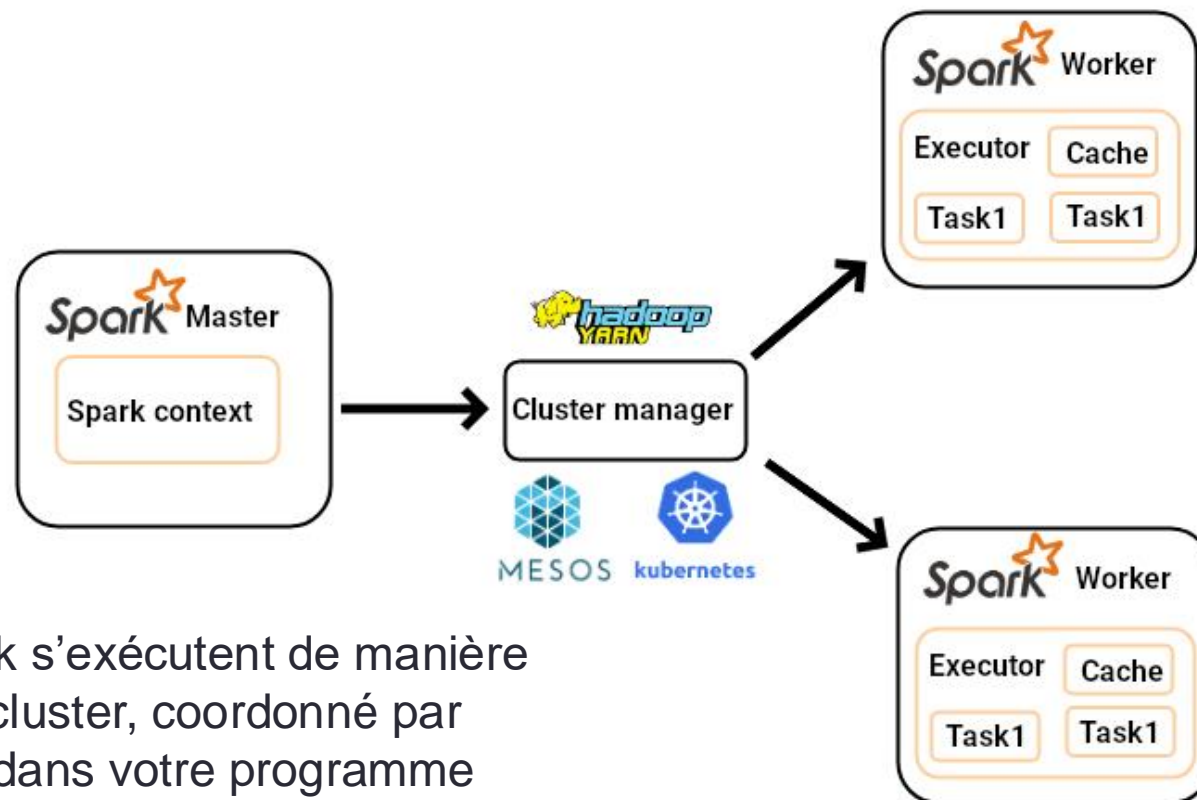 Spark Worker
Executor Cache
Task1 Task1
Spark Master
Spark context
hadoop
YARN
Cluster manager
MESOS kubernetes
Spark Worker
Executor Cache
Task1 Task1
k s’exécutent de manière
cluster, coordonné par
dans votre programme